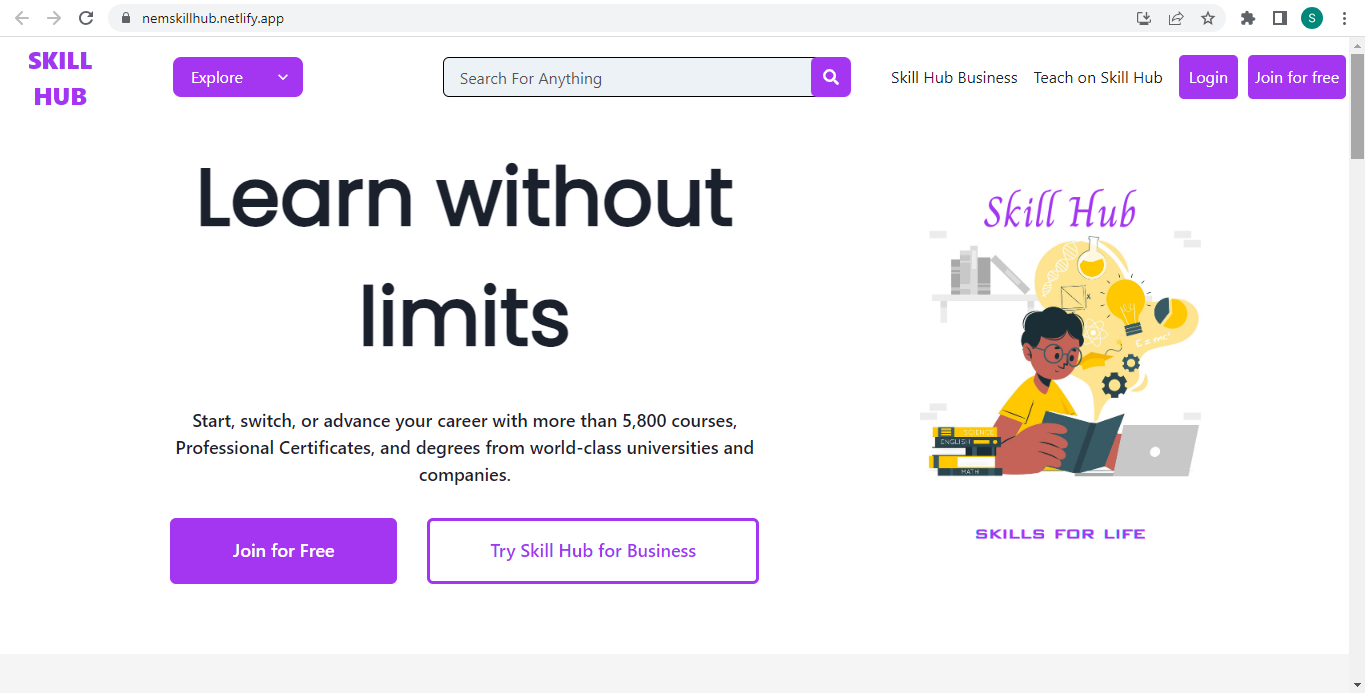 nemskillhub.netlify.app
S
SKILL
HUB
Explore
Search For Anything
Skill Hub Business
Teach on Skill Hub
Login
Join for free
Learn without
limits
Start, switch, or advance your career with more than 5,800 courses,
Professional Certificates, and degrees from world-class universities and
companies.
Join for Free
Try Skill Hub for Business
Skill Hub
SCIENCE
ENGLISH
MATH
SKILLS FOR LIFE